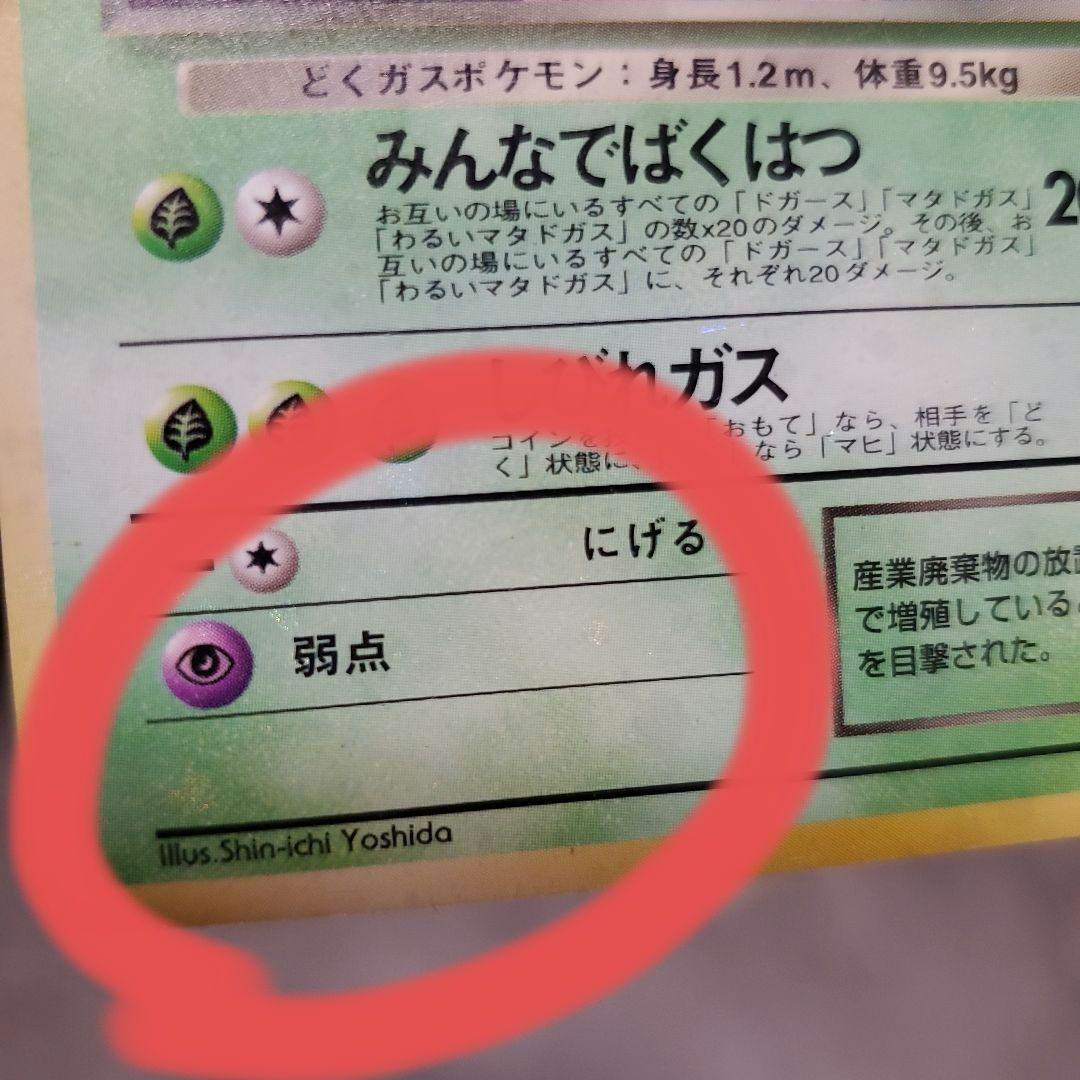 どくガスポケモン：身長1.2m、体重9.5kg
みんなでばくはつ
お互いの場にいるすべての「ドガース」「マタドガス」
「わるいマタドガス」の数x20のダメージ。その後、お
互いの場にいるすべての「ドガース」「マタドガス」
「わるいマタドガス」に、それぞれ20ダメージ。
ガス
コインを おもて」なら、相手を「ど
く」状態に、 なら「マヒ」状態にする。
にげる
弱点
産業廃棄物の放
で増殖している
を目撃された。
Illus.Shin-ichi Yoshida